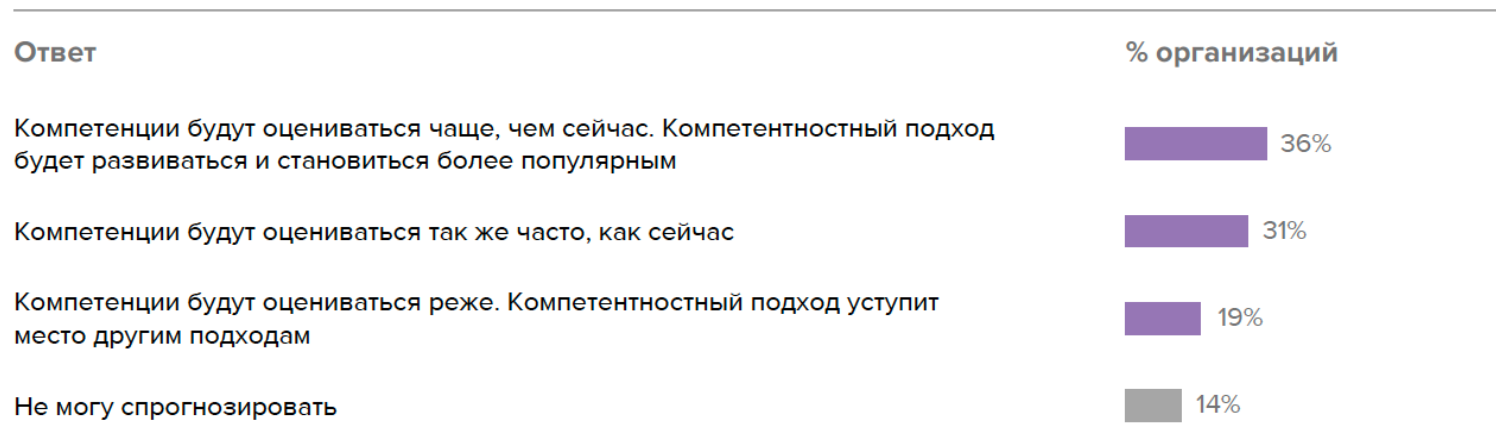 Ответ % организаций
Компетенции будут оцениваться чаще, чем сейчас. Компетентностный подход
будет развиваться и становиться более популярным
36%
Компетенции будут оцениваться так же часто, как сейчас
31%
Компетенции будут оцениваться реже. Компетентностный подход уступит
место другим подходам
19%
Не могу спрогнозировать
14%